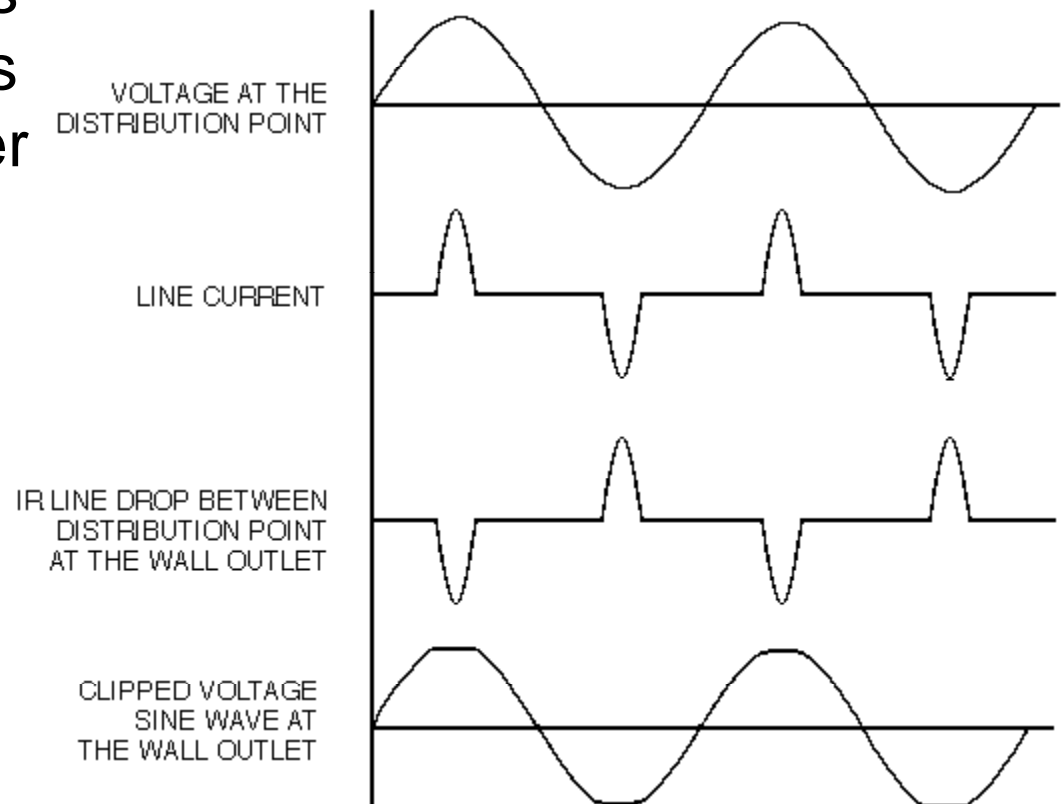 s
s
er
VOLTAGE AT THE
DISTRIBUTION POINT
LINE CURRENT
IR LINE DROP BETWEEN
DISTRIBUTION POINT
AT THE WALL OUTLET
CLIPPED VOLTAGE
SINE WAVE AT
THE WALL OUTLET